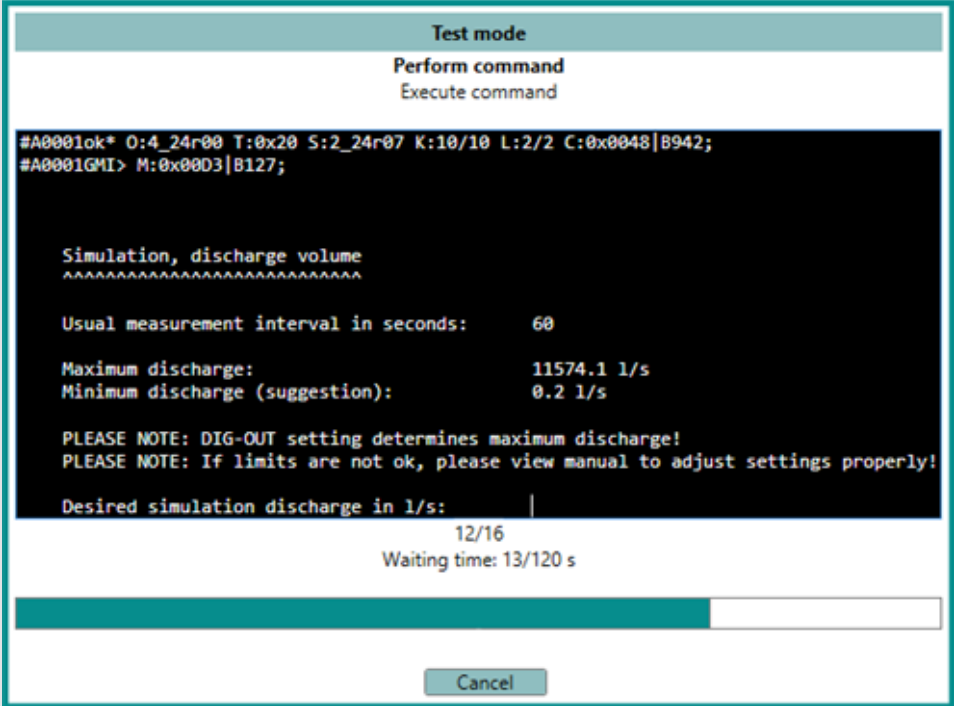 Test mode
Perform command
Execute command
#A0001ok* O:4_24r00 T:0x20 S:2_24r07 K:10/10 L:2/2 C:0x0048|B942;
#A0001GMI> M:0x00D3|B127;
Simulation, discharge volume
^^^^^^^^^^^^^^^^^^^^^^^^^^^^
Usual measurement interval in seconds: 60
Maximum discharge: 11574.1 l/s
Minimum discharge (suggestion): 0.2 l/s
PLEASE NOTE: DIG-OUT setting determines maximum discharge!
PLEASE NOTE: If limits are not ok, please view manual to adjust settings properly!
Desired simulation discharge in l/s:
12/16
Waiting time: 13/120 s
Cancel